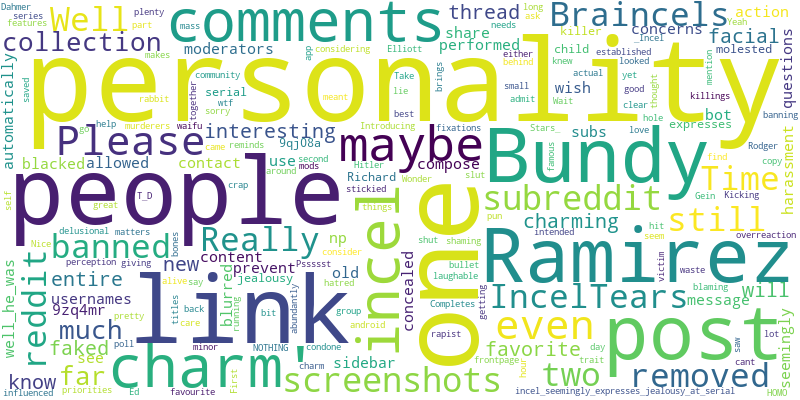 Dahmer part plenty Well comments thread Braincels action
series features collection moderators share performed killer concerns facial
long ask mass considering Elliott child needs Yeah Incel
automatically saved personality molested questions
app brings either established looked behind knew actual yet
rabbit makes community serial wish thought mention killings
wtf Take small admit clear good
together meant lie best Wait hole
Please interesting maybe Bundy bot expresses banning
murderers waifu sorry Introducing fixations subs love harassment
go help came 9qj08a reminds Stars_ Rodger
people blacked allowed contact use second compose famous copy
mods Hitler around Richard stickied crap Wonder slut
T_D great things subreddit Time find Gein Kicking
self banned Really incel one charming still
delusional matters consider pun hit overreaction
Nice perception giving bones content np shut shaming intended seem
reddit entire new prevent old concealed Ramirez victim
well_he_was usernames jealousy hatred bullet laughable waste
link blurred Psssst alive say IncelTears message will blaming
9zq4mr titles back group getting
much faked care running bit android Completes even favorite lot
far see poll minor NOTHING condone rapist post seemingly
know pretty charm' sidebar frontpage two removed saw cant
influenced priorities Ed First charm screenshots day trait hour
favourite abundantly incel_seemingly_expresses_jealousy_at_serial HOMO